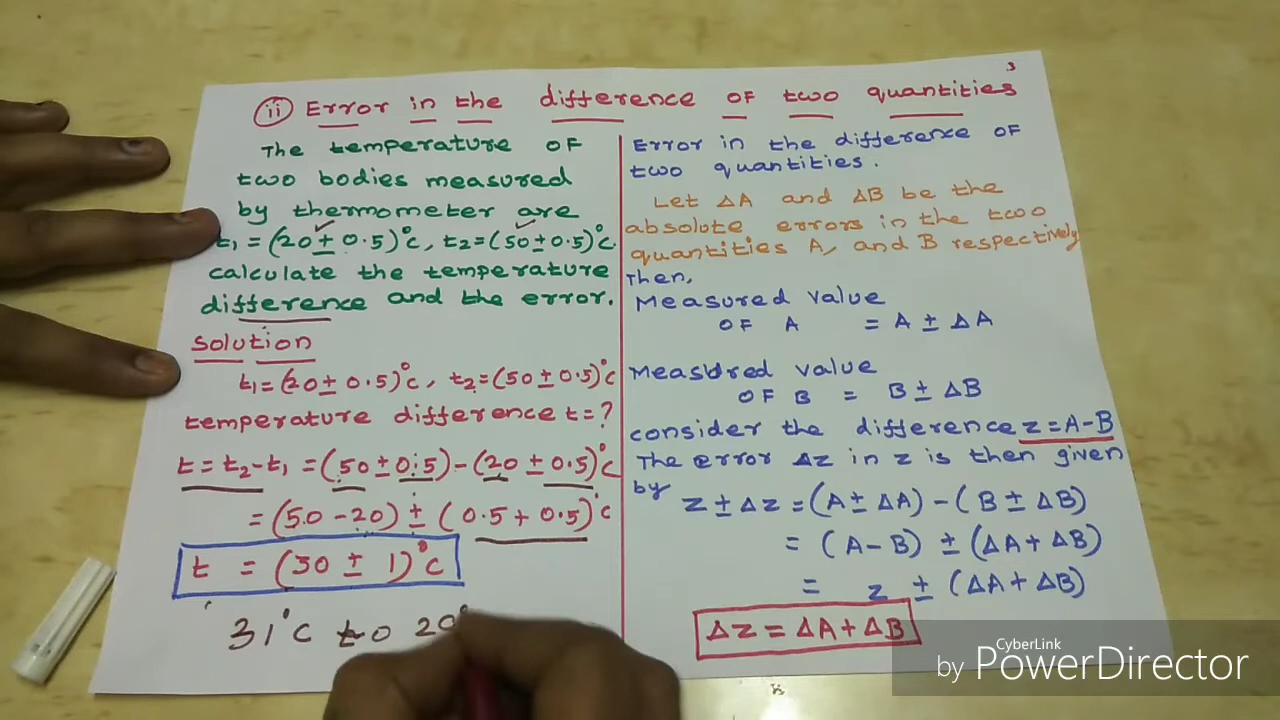 3
(ii) Error in the difference of two quantities
The temperature of
two bodies measured
by thermometer are
t₁ = (20 ± 0.5)°c, t₂ = (50 ± 0.5)°c.
calculate the temperature
difference and the error.
Solution
t₁ = (20 ± 0.5)°c, t₂ = (50 ± 0.5)°c
temperature difference t = ?
t = t₂ - t₁ = (50 ± 0.5) - (20 ± 0.5)°c
= (50 - 20) ± (0.5 + 0.5)°c
t = (30 ± 1)°c
31°c to 20°
Error in the difference of
two quantities.
Let ΔA and ΔB be the
absolute errors in the two
quantities A, and B respectively
Then,
Measured value
of A = A ± ΔA
Measured value
of B = B ± ΔB
consider the difference z = A - B
The error Δz in z is then given
by
z ± Δz = (A ± ΔA) - (B ± ΔB)
= (A - B) ± (ΔA + ΔB)
= z ± (ΔA + ΔB)
Δz = ΔA + ΔB
CyberLink
by PowerDirector